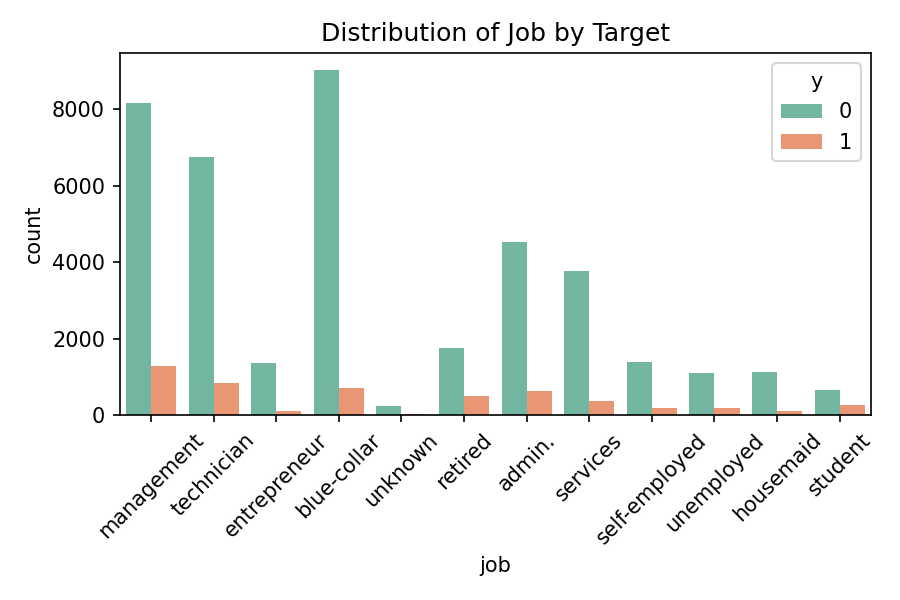 Distribution of Job by Target
y
0
1
8000
6000
4000
2000
0
count
management
technician
entrepreneur
blue-collar
unknown
retired
admin.
services
self-employed
unemployed
housemaid
student
job